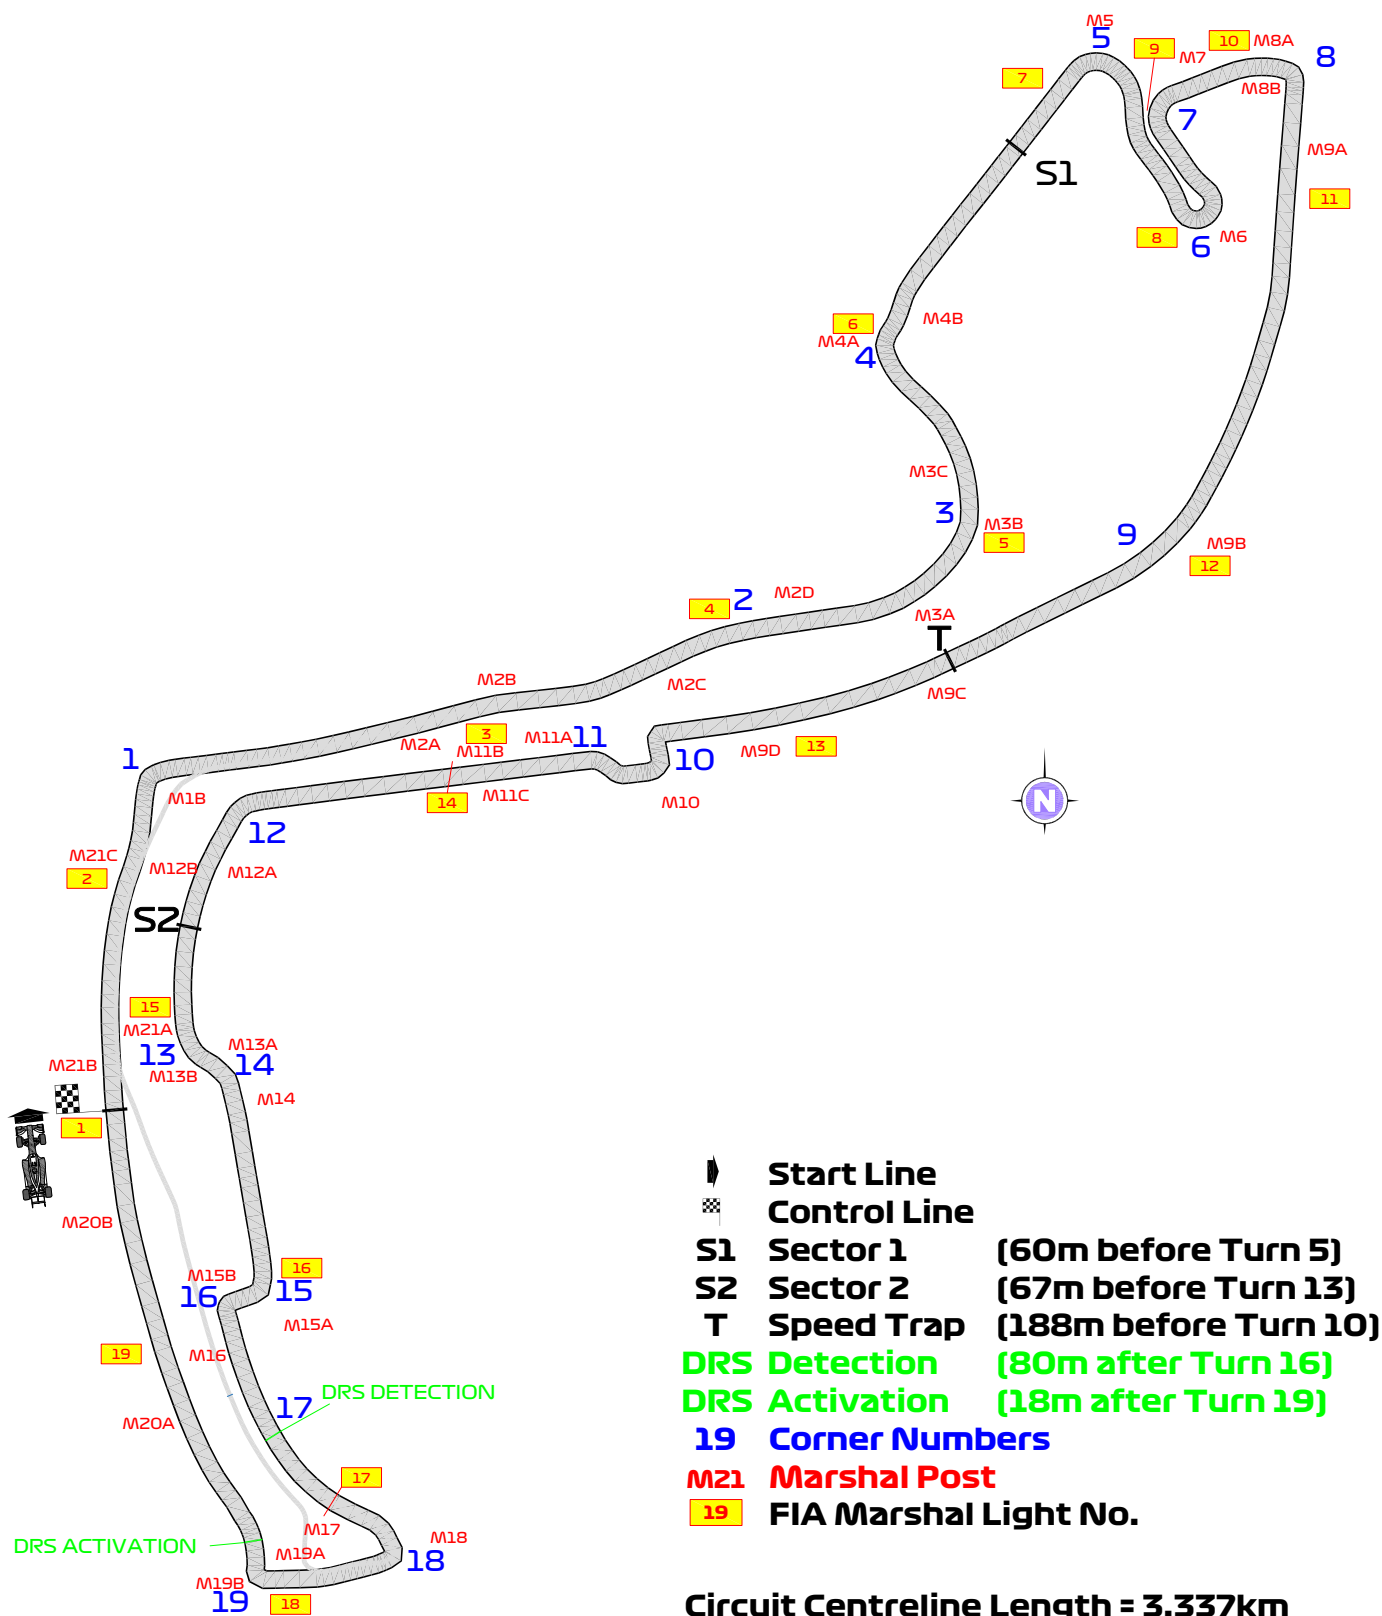 M5
5
9
10
M8A
M7
8
7
M8B
7
M9A
S1
11
8
M6
6
6
M4B
M4A
4
M3C
3
M3B
5
9
M9B
12
M2D
4
2
M3A
T
M2B
M2C
M9C
3
M11A
11
M2A
M11B
M9D
13
1
10
M1B
14
M11C
M10
N
12
M21C
2
M12B
M12A
S2
15
M21A
M13A
13
14
M21B
M13B
M14
1
M20B
Start Line
Control Line
S1 Sector 1 (60m before Turn 5)
S2 Sector 2 (67m before Turn 13)
T Speed Trap (188m before Turn 10)
DRS Detection (80m after Turn 16)
DRS Activation (18m after Turn 19)
19 Corner Numbers
M21 Marshal Post
19 FIA Marshal Light No.
16
M15B
16
15
M15A
19
M16
DRS DETECTION
17
M20A
17
M17
M18
DRS ACTIVATION
M19A
18
M19B
19
18
Circuit Centreline Length = 3.337km